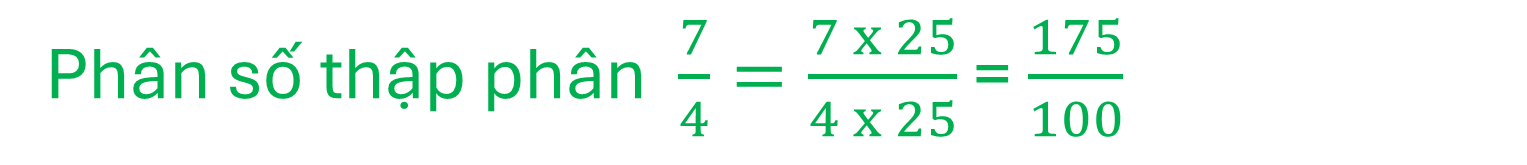 Phân số thập phân 7/4 = 7 x 25/4 x 25 = 175/100